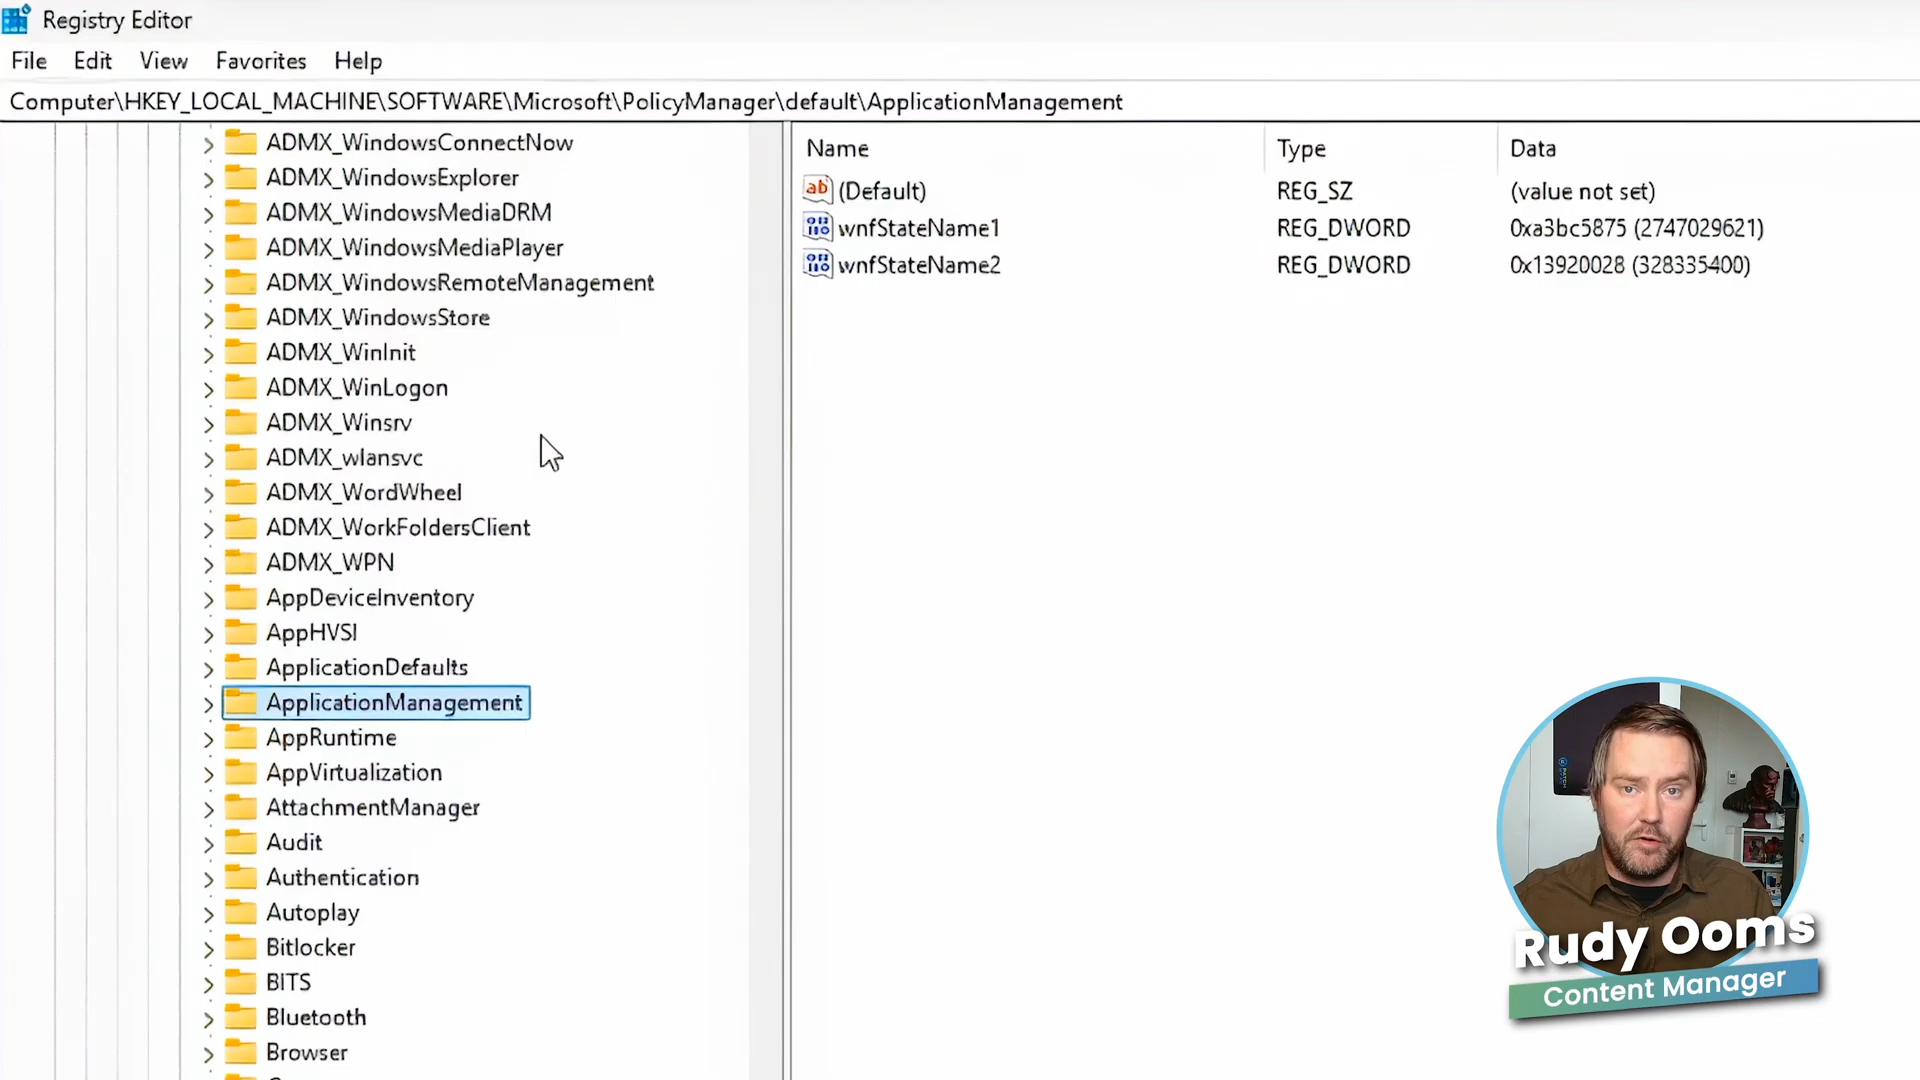 Registry Editor
File Edit View Favorites Help
Computer\HKEY_LOCAL_MACHINE\SOFTWARE\Microsoft\PolicyManager\default\ApplicationManagement
ADMX_WindowsConnectNow
ADMX_WindowsExplorer
ADMX_WindowsMediaDRM
ADMX_WindowsMediaPlayer
ADMX_WindowsRemoteManagement
ADMX_WindowsStore
ADMX_WinInit
ADMX_WinLogon
ADMX_Winsrv
ADMX_wlansvc
ADMX_WordWheel
ADMX_WorkFoldersClient
ADMX_WPN
AppDeviceInventory
AppHVSI
ApplicationDefaults
ApplicationManagement
AppRuntime
AppVirtualization
AttachmentManager
Audit
Authentication
Autoplay
Bitlocker
BITS
Bluetooth
Browser
Name Type Data
(Default) REG_SZ (value not set)
wnfStateName1 REG_DWORD 0xa3bc5875 (2747029621)
wnfStateName2 REG_DWORD 0x13920028 (328335400)
Rudy Ooms
Content Manager